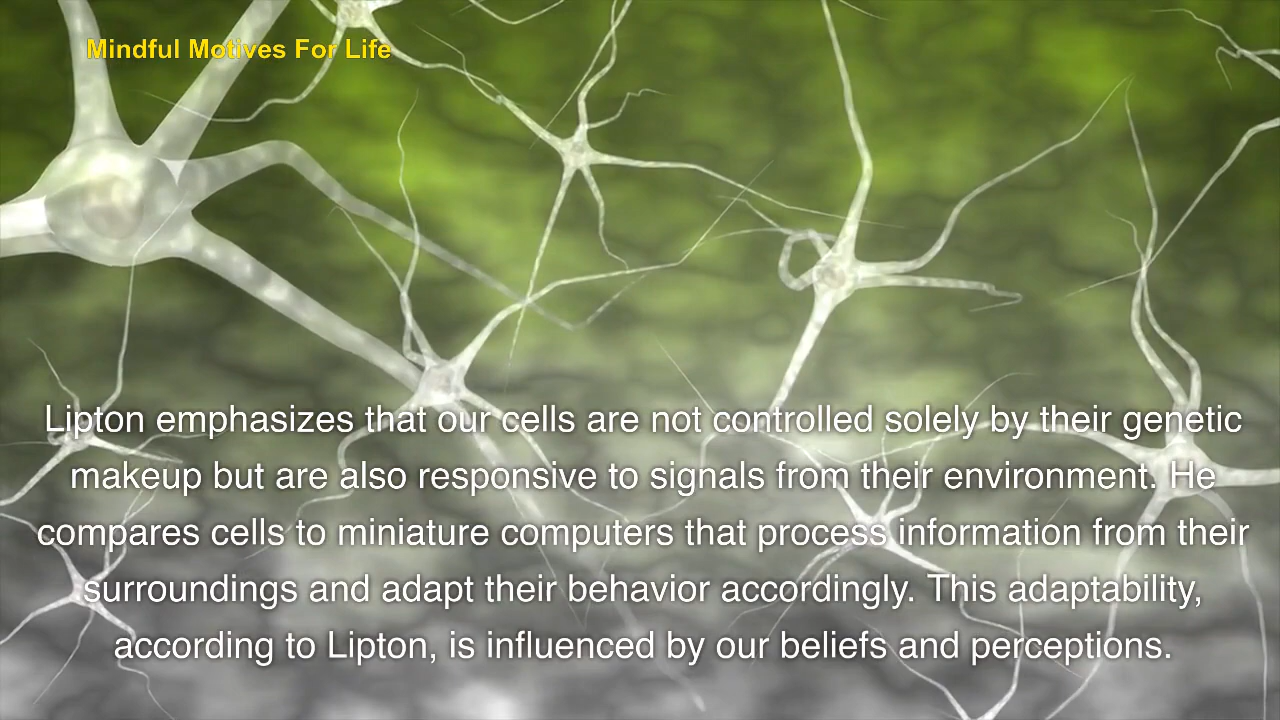 Mindful Motives For Life
Lipton emphasizes that our cells are not controlled solely by their genetic
makeup but are also responsive to signals from their environment. He
compares cells to miniature computers that process information from their
surroundings and adapt their behavior accordingly. This adaptability,
according to Lipton, is influenced by our beliefs and perceptions.